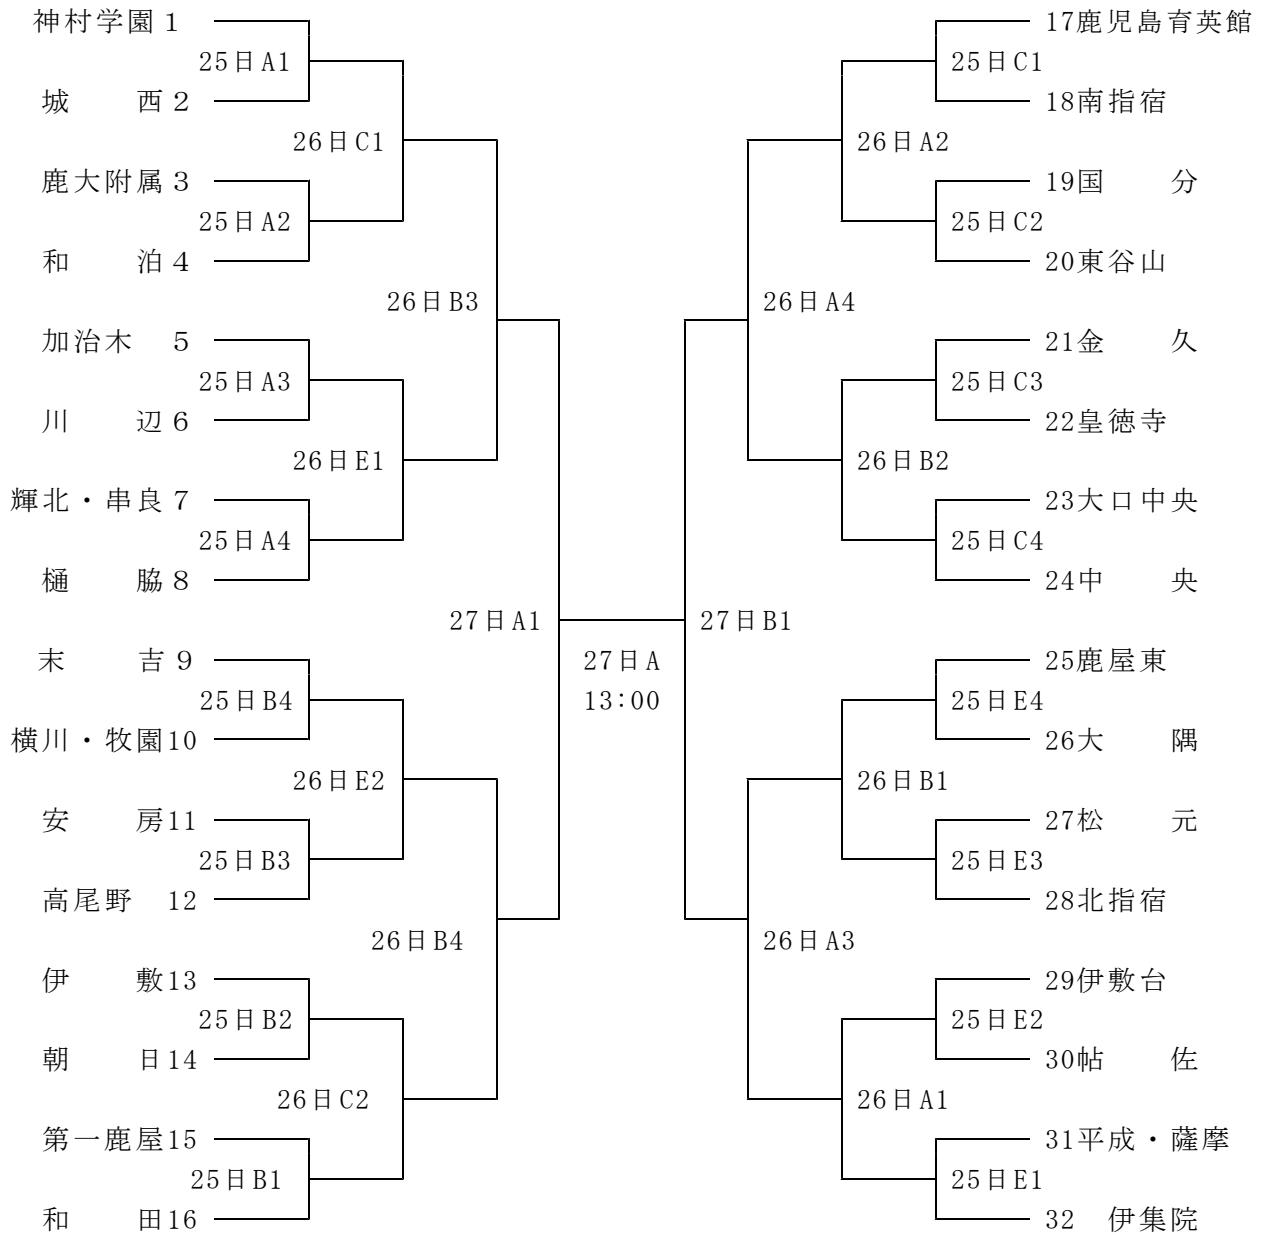 神村学園 1
25日A1
城　　西 2
26日C1
鹿大附属 3
25日A2
和　　泊 4
26日B3
加治木　5
25日A3
川　　辺 6
26日E1
輝北・串良 7
25日A4
樋　　脇 8
27日A1
末　　吉 9
25日B4
横川・牧園10
26日E2
安　　房11
25日B3
高尾野　12
26日B4
伊　　敷13
25日B2
朝　　日14
26日C2
第一鹿屋15
25日B1
和　　田16
27日A
13:00
17鹿児島育英館
25日C1
18南指宿
26日A2
19国　　分
25日C2
20東谷山
26日A4
21金　　久
25日C3
22皇徳寺
26日B2
23大口中央
25日C4
24中　　央
27日B1
25鹿屋東
25日E4
26大　　隅
26日B1
27松　　元
25日E3
28北指宿
26日A3
29伊敷台
25日E2
30帖　　佐
26日A1
31平成・薩摩
25日E1
32　伊集院